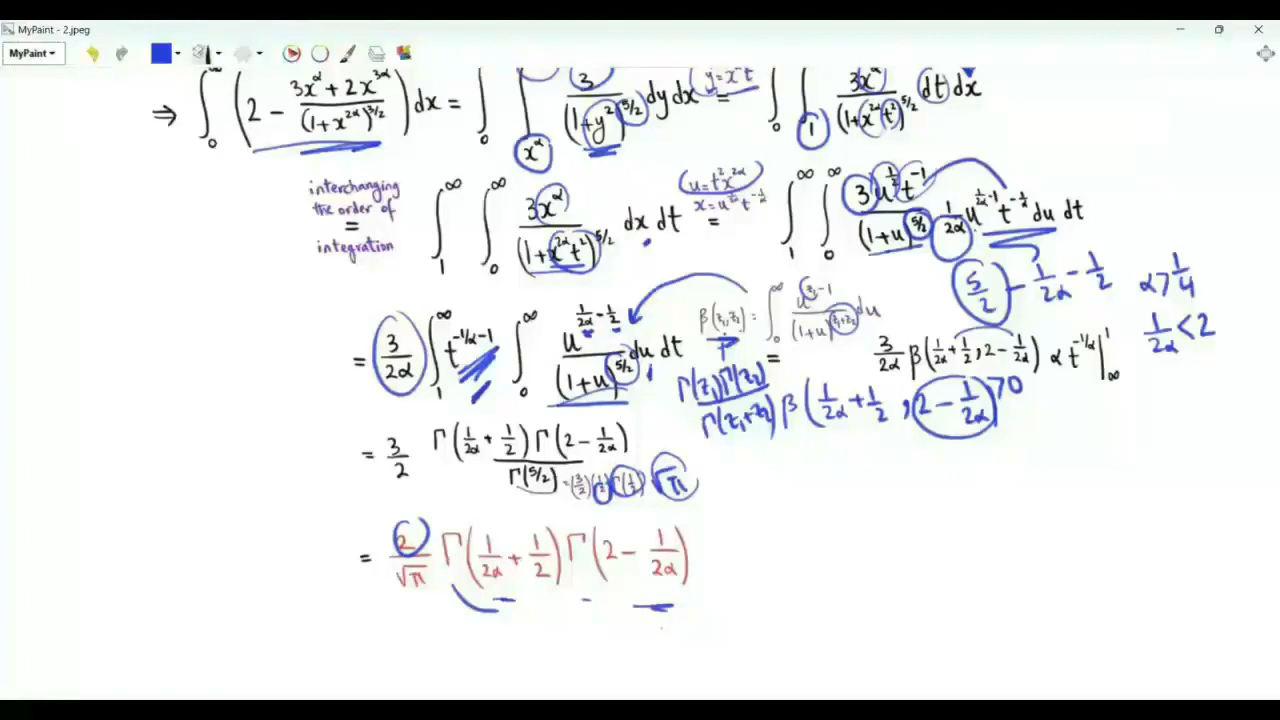 MyPaint - 2.jpeg
MyPaint
⇒ ∫₀^∞ (2 − (3x^α + 2x^{3α})/(1+x^{2α})^{3/2}) dx = ∫₀ ∫_{x^α} 3/(1+y²)^{5/2} dy dx = (y = x^α t) ∫₀ ∫₁ 3x^α/(1+x^{2α}t²)^{5/2} dt dx
interchanging the order of integration = ∫₁^∞ ∫₀^∞ 3x^α/(1+x^{2α}t²)^{5/2} dx dt = (u = t²x^{2α}, x = u^{1/2α} t^{-1/α}) ∫₁^∞ ∫₀^∞ 3u^{1/2} t^{-1}/(1+u)^{5/2} 1/2α u^{1/2α − 1} t^{-1/α} du dt
5/2 − 1/2α − 1/2
α > 1/4
1/2α < 2
= 3/2α ∫₁^∞ t^{-1/α − 1} ∫₀^∞ u^{1/2α − 1/2}/(1+u)^{5/2} du dt = (β(z₁, z₂) = ∫₀^∞ u^{z₁−1}/(1+u)^{z₁+z₂} du) 3/2α β(1/2α + 1/2, 2 − 1/2α) α t^{-1/α} |_∞^1
Γ(z₁)Γ(z₂)/Γ(z₁+z₂) β(1/2α + 1/2, 2 − 1/2α) > 0
= 3/2 Γ(1/2α + 1/2) Γ(2 − 1/2α)/Γ(5/2) = (3/2)(1/2)Γ(1/2) √π
= 2/√π Γ(1/2α + 1/2) Γ(2 − 1/2α)